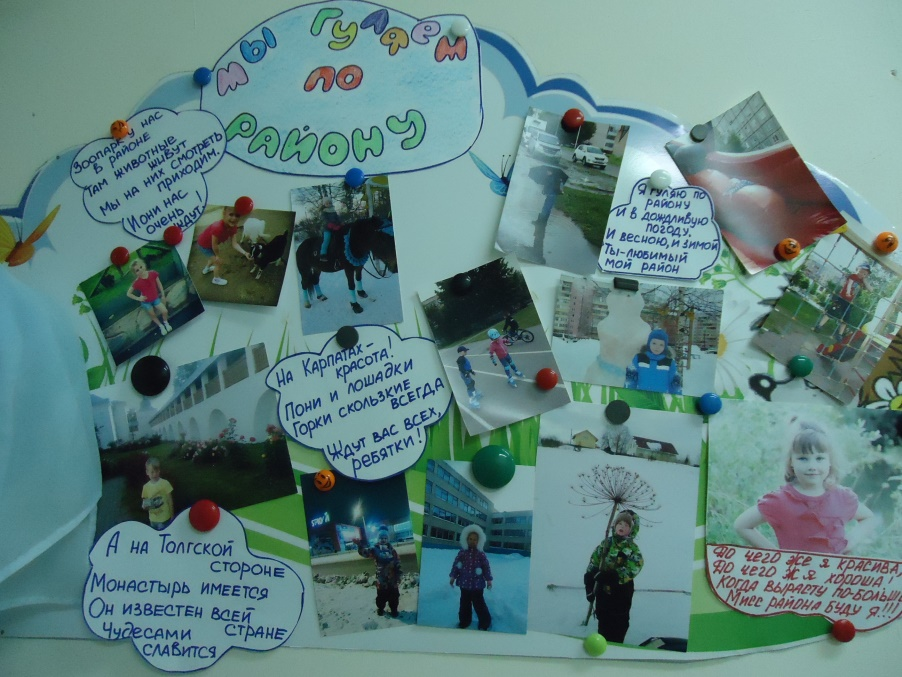 МЫ ГУЛЯЕМ
ПО
РАЙОНУ
ЗООПАРК У НАС
В РАЙОНЕ
ТАМ ЖИВОТНЫЕ
ЖИВУТ
МЫ НА НИХ СМОТРЕТЬ
ПРИХОДИМ.
И ОНИ НАС
ОЧЕНЬ
ЖДУТ!
Я ГУЛЯЮ ПО
РАЙОНУ
И В ДОЖДЛИВУЮ
ПОГОДУ.
И ВЕСНОЮ, И ЗИМОЙ
ТЫ-ЛЮБИМЫЙ
МОЙ РАЙОН
НА КАРПАТАХ –
КРАСОТА!
ПОНИ И ЛОШАДКИ
ГОРКИ СКОЛЬЗКИЕ
ВСЕГДА,
ЖДУТ ВАС ВСЕХ,
РЕБЯТКИ!
А НА ТОЛГСКОЙ
СТОРОНЕ
МОНАСТЫРЬ ИМЕЕТСЯ
ОН ИЗВЕСТЕН ВСЕЙ
СТРАНЕ
ЧУДЕСАМИ
СЛАВИТСЯ
ДО ЧЕГО ЖЕ Я КРАСИВА,
ДО ЧЕГО Ж Я ХОРОША!
КОГДА ВЫРАСТУ ПО-БОЛЬШЕ
МИСС РАЙОНА БУДУ Я!!!